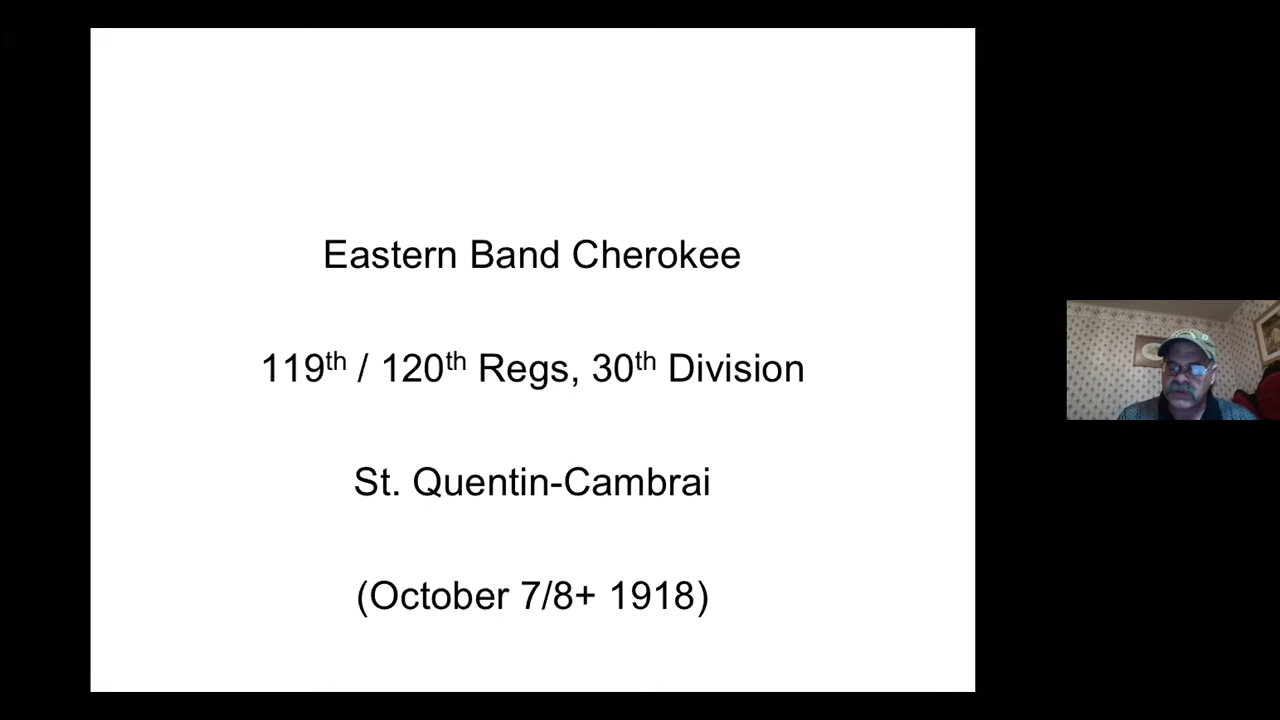 Eastern Band Cherokee
119th / 120th Regs, 30th Division
St. Quentin-Cambrai
(October 7/8+ 1918)